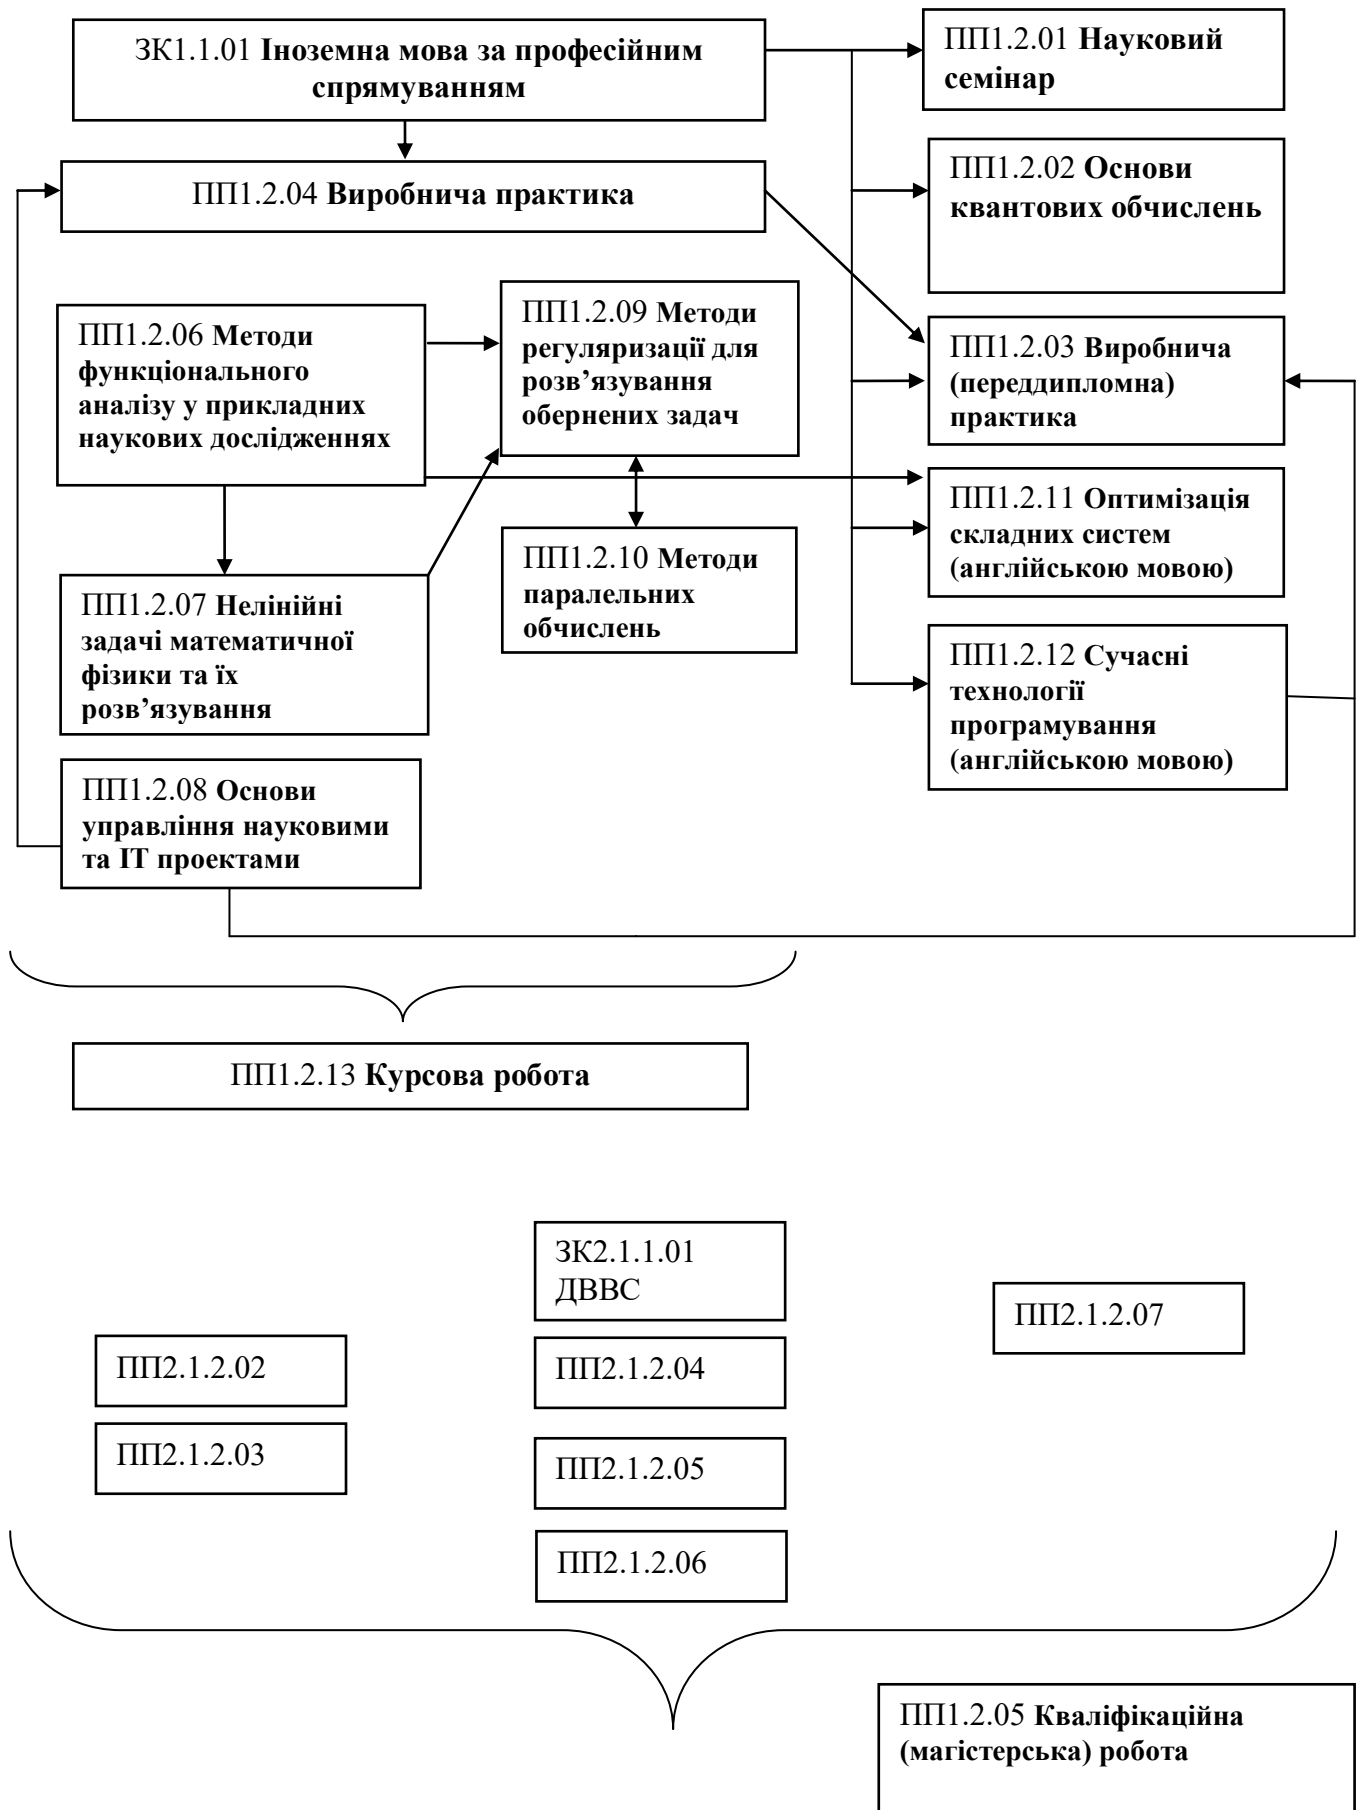 ЗК1.1.01 Іноземна мова за професійним
спрямуванням
ПП1.2.01 Науковий
семінар
ПП1.2.02 Основи
квантових обчислень
ПП1.2.04 Виробнича практика
ПП1.2.06 Методи
функціонального
аналізу у прикладних
наукових дослідженнях
ПП1.2.09 Методи
регуляризації для
розв'язування
обернених задач
ПП1.2.03 Виробнича
(переддипломна)
практика
ПП1.2.11 Оптимізація
складних систем
(англійською мовою)
ПП1.2.10 Методи
паралельних
обчислень
ПП1.2.07 Нелінійні
задачі математичної
фізики та їх
розв’язування
ПП1.2.12 Сучасні
технології
програмування
(англійською мовою)
ПП1.2.08 Основи
управління науковими
та ІТ проектами
ПП1.2.13 Курсова робота
ЗК2.1.1.01
ДВВС
ПП2.1.2.07
ПП2.1.2.02
ПП2.1.2.04
ПП2.1.2.03
ПП2.1.2.05
ПП2.1.2.06
ПП1.2.05 Кваліфікаційна
(магістерська) робота